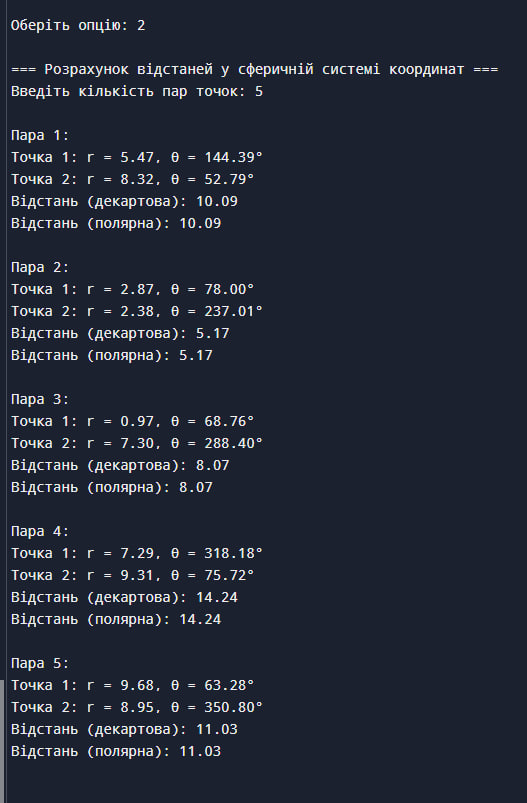 Оберіть опцію: 2
=== Розрахунок відстаней у сферичній системі координат ===
Введіть кількість пар точок: 5
Пара 1:
Точка 1: r = 5.47, θ = 144.39°
Точка 2: r = 8.32, θ = 52.79°
Відстань (декартова): 10.09
Відстань (полярна): 10.09
Пара 2:
Точка 1: r = 2.87, θ = 78.00°
Точка 2: r = 2.38, θ = 237.01°
Відстань (декартова): 5.17
Відстань (полярна): 5.17
Пара 3:
Точка 1: r = 0.97, θ = 68.76°
Точка 2: r = 7.30, θ = 288.40°
Відстань (декартова): 8.07
Відстань (полярна): 8.07
Пара 4:
Точка 1: r = 7.29, θ = 318.18°
Точка 2: r = 9.31, θ = 75.72°
Відстань (декартова): 14.24
Відстань (полярна): 14.24
Пара 5:
Точка 1: r = 9.68, θ = 63.28°
Точка 2: r = 8.95, θ = 350.80°
Відстань (декартова): 11.03
Відстань (полярна): 11.03